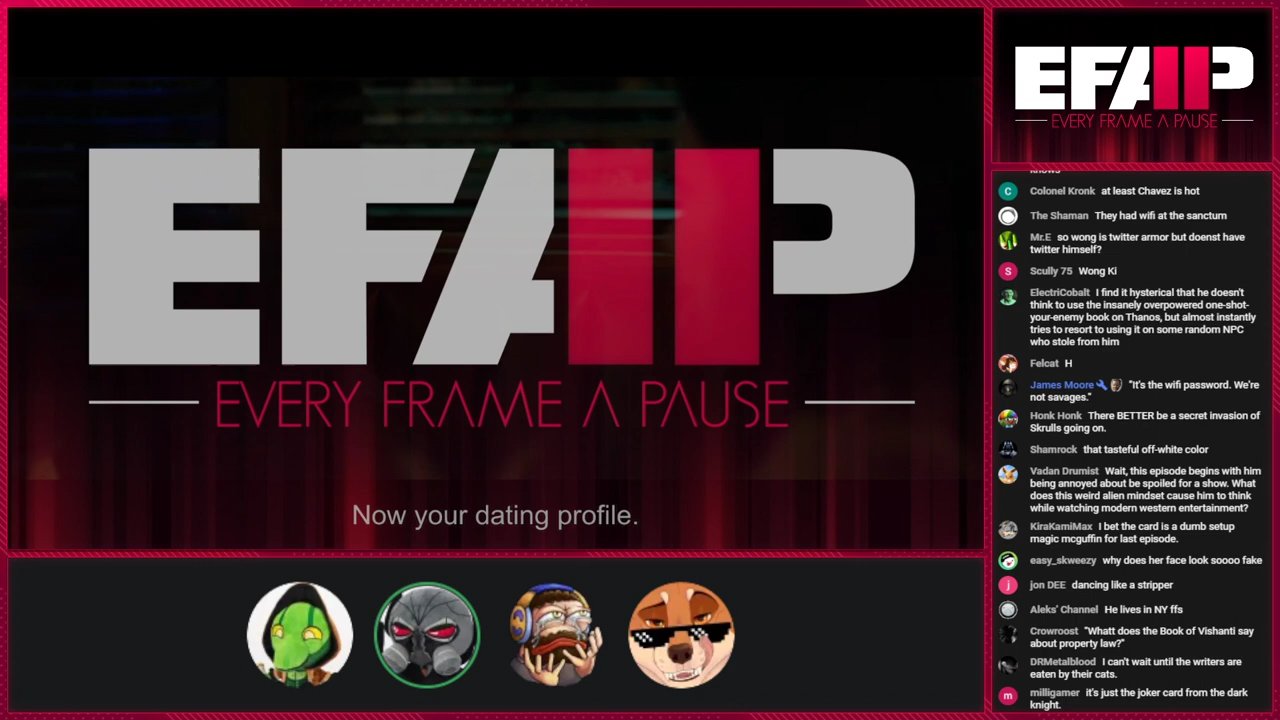 EFAP
EVERY FRAME A PAUSE
Now your dating profile.
EFAP
EVERY FRAME A PAUSE
knows
C Colonel Kronk at least Chavez is hot
The Shaman They had wifi at the sanctum
Mr.E so wong is twitter armor but doenst have
twitter himself?
S Scully 75 Wong Ki
ElectriCobalt I find it hysterical that he doesn't
think to use the insanely overpowered one-shot-
your-enemy book on Thanos, but almost instantly
tries to resort to using it on some random NPC
who stole from him
Felcat H
James Moore "It's the wifi password. We're
not savages."
Honk Honk There BETTER be a secret invasion of
Skrulls going on.
Shamrock that tasteful off-white color
Vadan Drumist Wait, this episode begins with him
being annoyed about be spoiled for a show. What
does this weird alien mindset cause him to think
while watching modern western entertainment?
KiraKamiMax I bet the card is a dumb setup
magic mcguffin for last episode.
easy_skweezy why does her face look soooo fake
j jon DEE dancing like a stripper
Aleks' Channel He lives in NY ffs
Crowroost "Whatt does the Book of Vishanti say
about property law?"
DRMetalblood I can't wait until the writers are
eaten by their cats.
m milligamer it's just the joker card from the dark
knight.